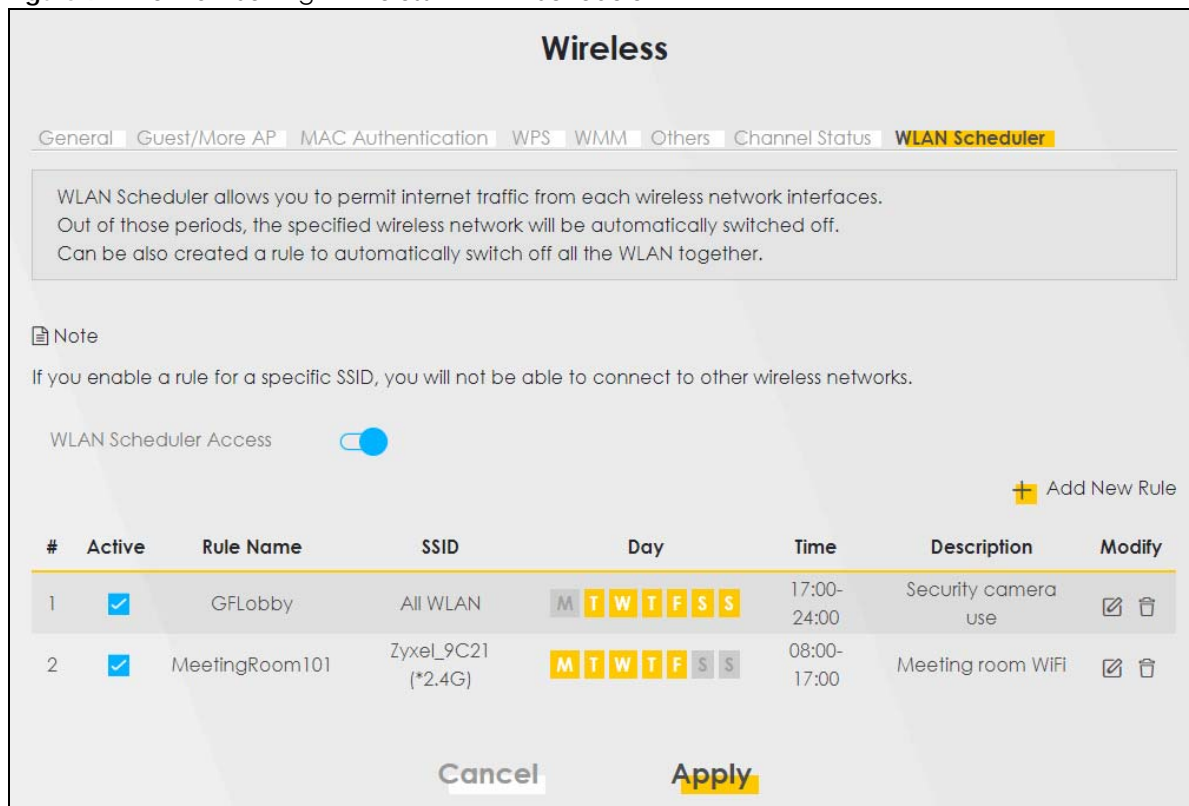 Wireless
General Guest/More AP MAC Authentication WPS WMM Others Channel Status WLAN Scheduler
WLAN Scheduler allows you to permit internet traffic from each wireless network interfaces.
Out of those periods, the specified wireless network will be automatically switched off.
Can be also created a rule to automatically switch off all the WLAN together.
Note
If you enable a rule for a specific SSID, you will not be able to connect to other wireless networks.
WLAN Scheduler Access
+ Add New Rule
# Active Rule Name SSID Day Time Description Modify
1 GFLobby All WLAN M T W T F S S 17:00-24:00 Security camera use
2 MeetingRoom101 Zyxel_9C21 (*2.4G) M T W T F S S 08:00-17:00 Meeting room WiFi
Cancel Apply